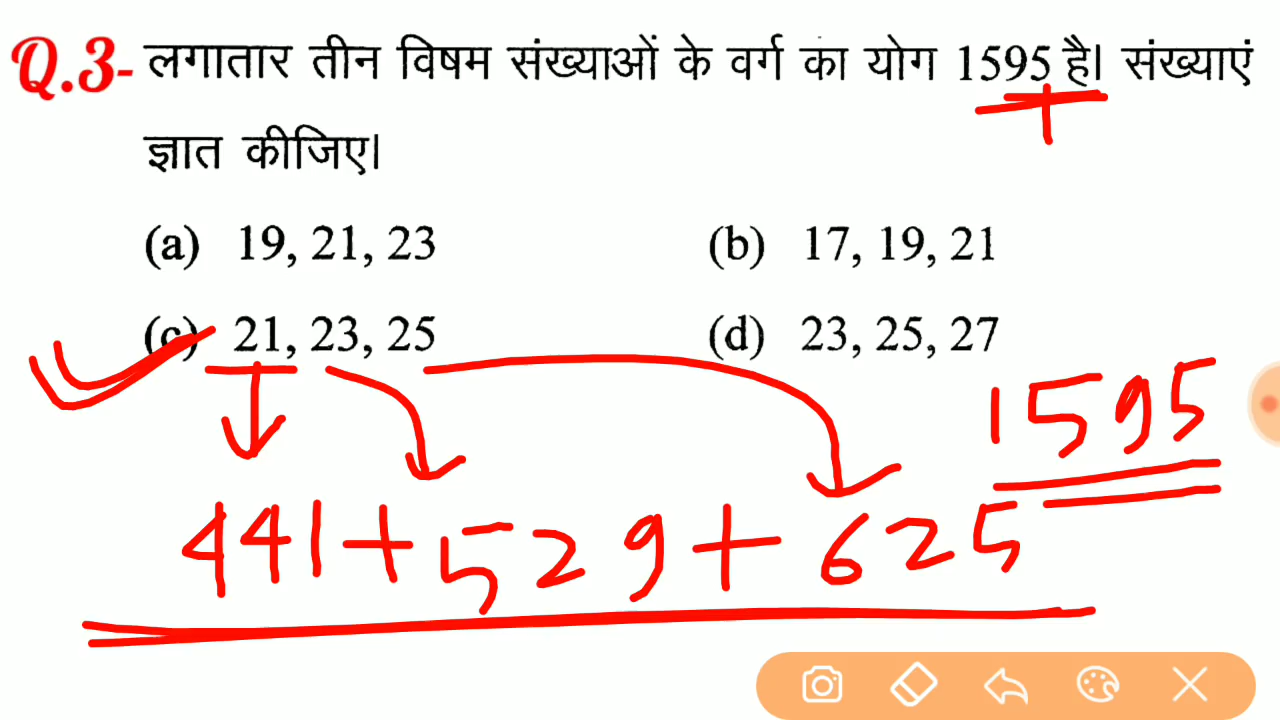 Q.3- लगातार तीन विषम संख्याओं के वर्ग का योग 1595 है। संख्याएं
ज्ञात कीजिए।
(a) 19, 21, 23 (b) 17, 19, 21
(c) 21, 23, 25 (d) 23, 25, 27
1595
441+529+625